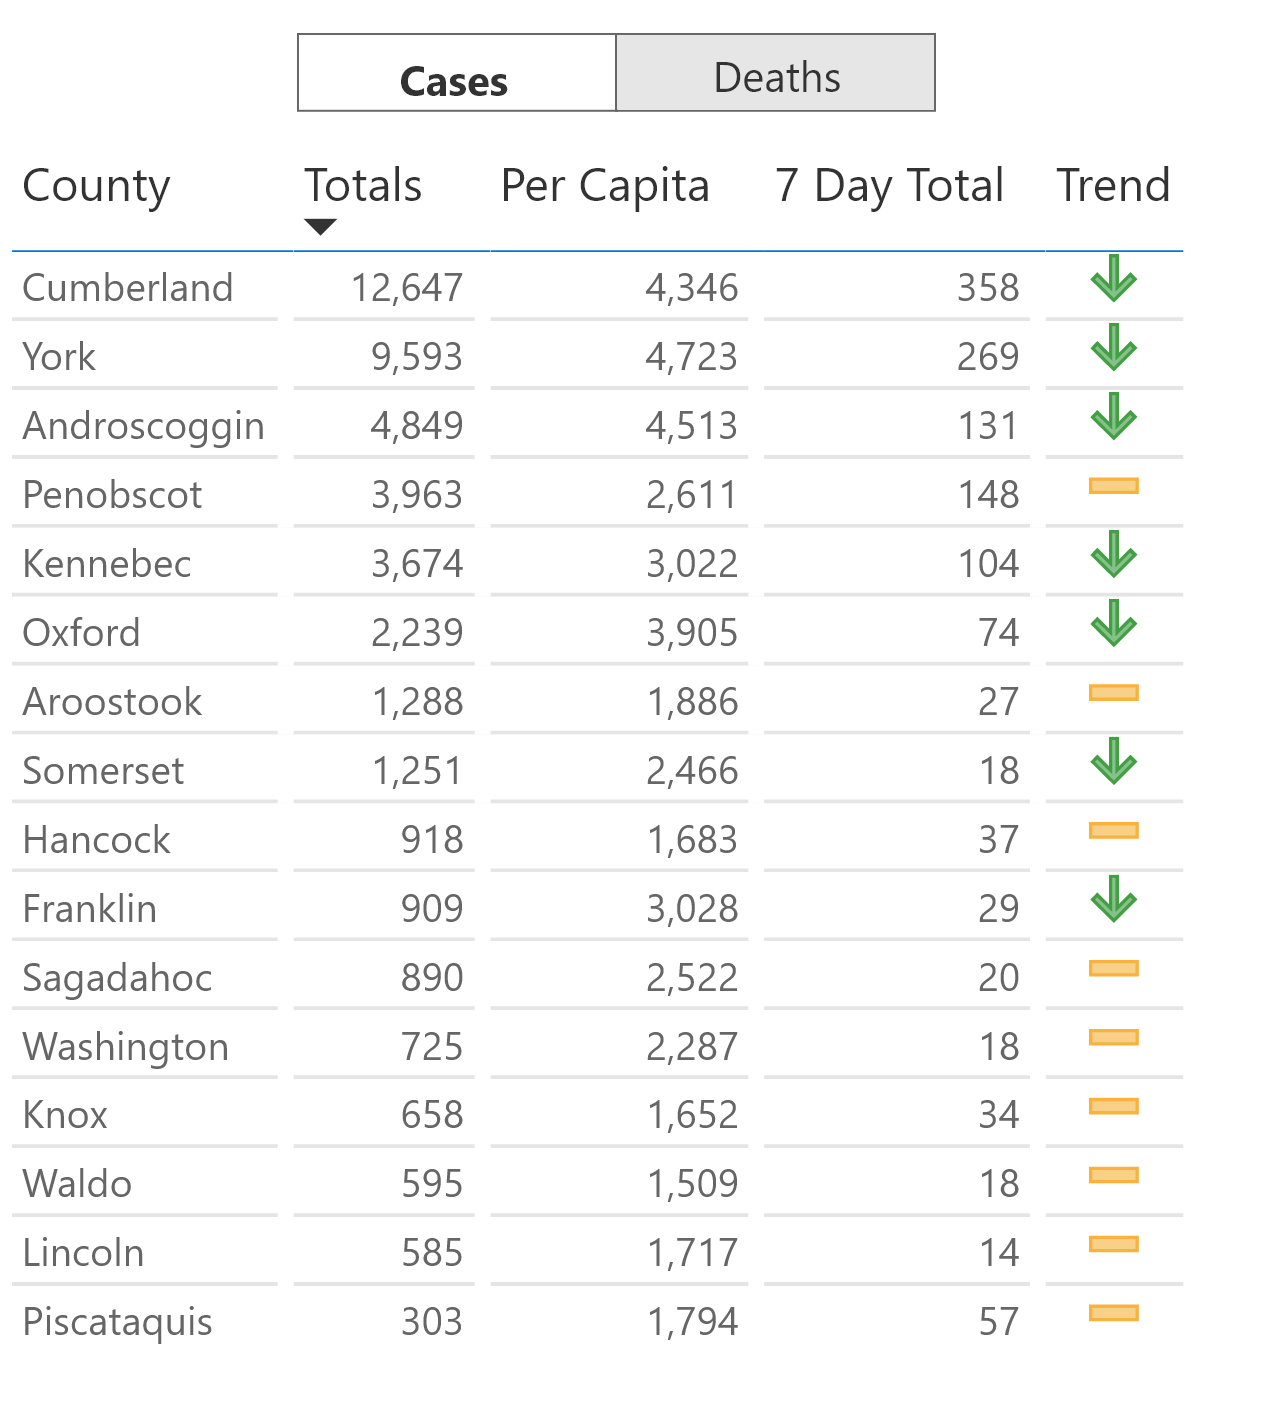 Cases Deaths
County Totals Per Capita 7 Day Total Trend
Cumberland 12,647 4,346 358
York 9,593 4,723 269
Androscoggin 4,849 4,513 131
Penobscot 3,963 2,611 148
Kennebec 3,674 3,022 104
Oxford 2,239 3,905 74
Aroostook 1,288 1,886 27
Somerset 1,251 2,466 18
Hancock 918 1,683 37
Franklin 909 3,028 29
Sagadahoc 890 2,522 20
Washington 725 2,287 18
Knox 658 1,652 34
Waldo 595 1,509 18
Lincoln 585 1,717 14
Piscataquis 303 1,794 57